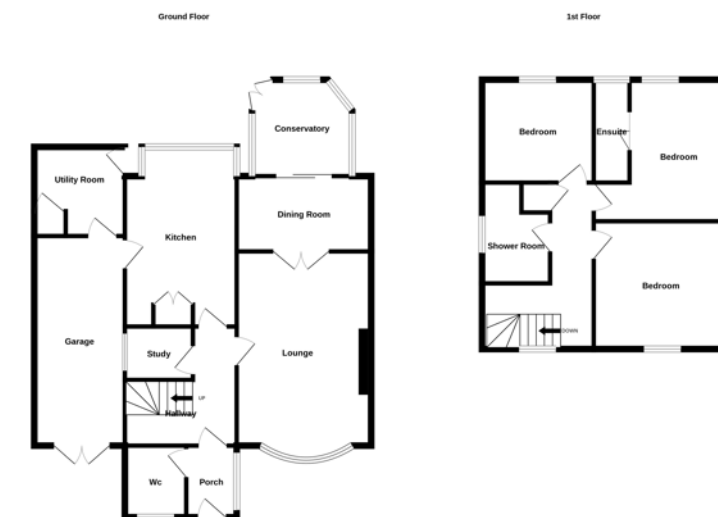 Ground Floor
1st Floor
Conservatory
Bedroom
Ensuite
Bedroom
Utility Room
Dining Room
Kitchen
Shower Room
Bedroom
DOWN
Garage
Study
Lounge
UP
Hallway
Wc
Porch